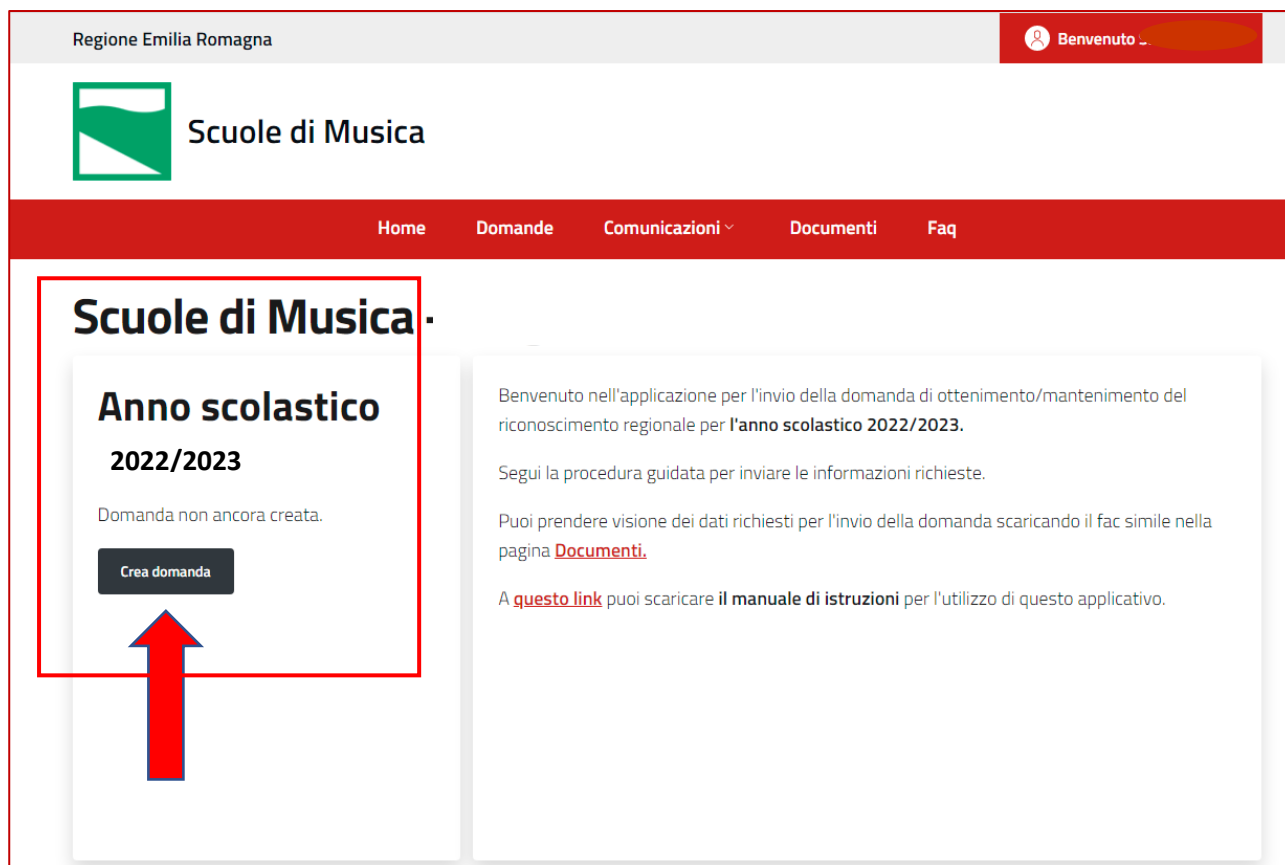 Regione Emilia Romagna
Benvenuto
Scuole di Musica
Home Domande Comunicazioni Documenti Faq
Scuole di Musica
Anno scolastico
2022/2023
Domanda non ancora creata.
Crea domanda
Benvenuto nell'applicazione per l'invio della domanda di ottenimento/mantenimento del
riconoscimento regionale per l'anno scolastico 2022/2023.
Segui la procedura guidata per inviare le informazioni richieste.
Puoi prendere visione dei dati richiesti per l'invio della domanda scaricando il fac simile nella
pagina Documenti.
A questo link puoi scaricare il manuale di istruzioni per l'utilizzo di questo applicativo.